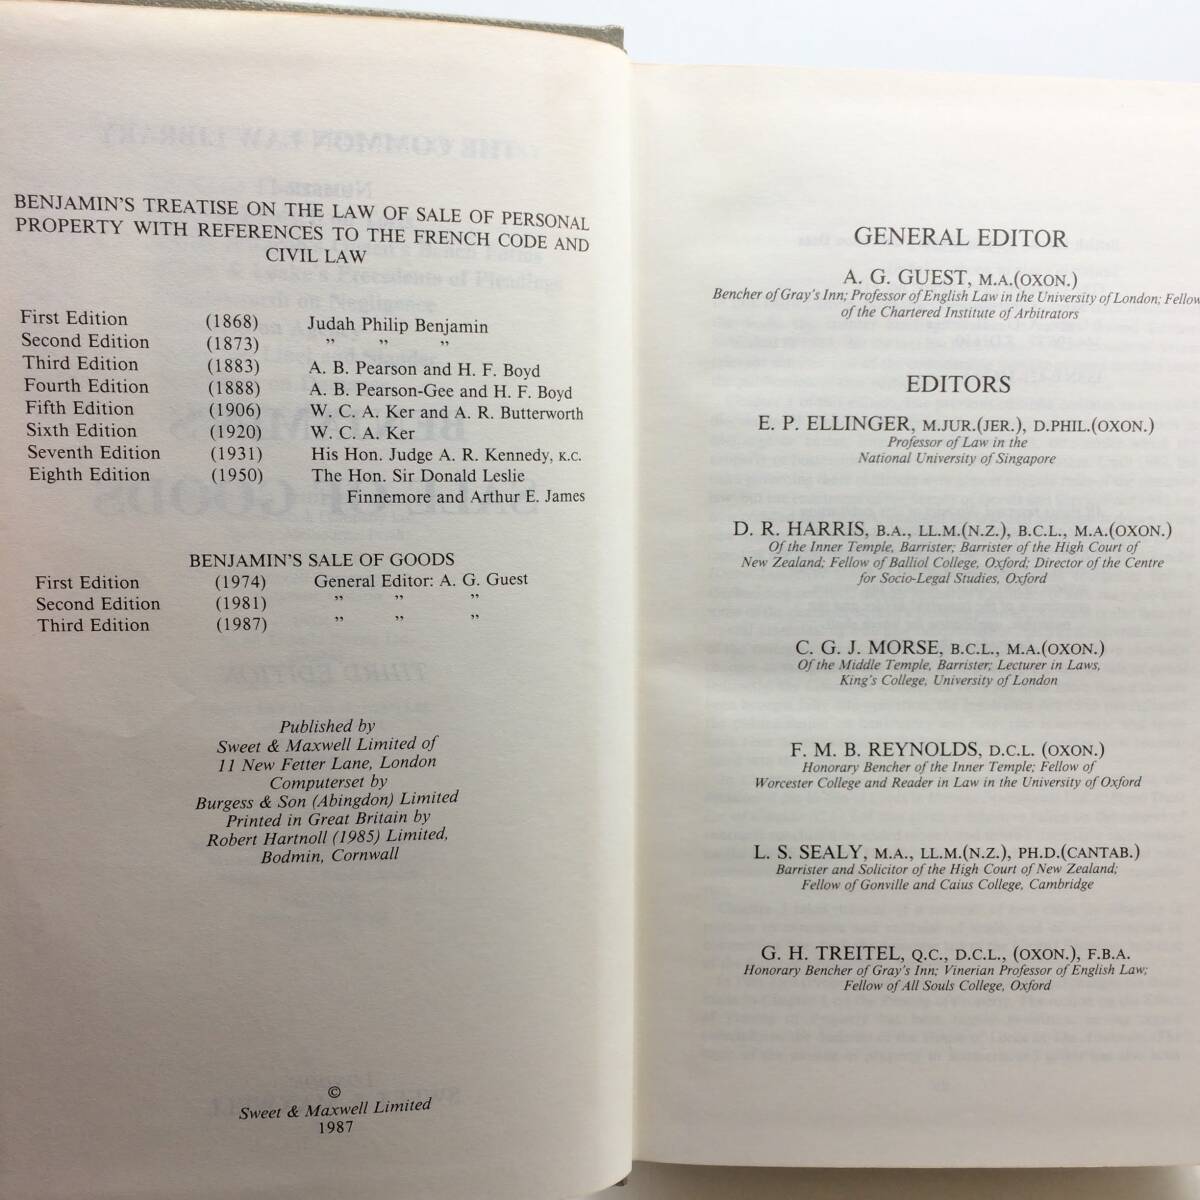 BENJAMIN'S TREATISE ON THE LAW OF SALE OF PERSONAL
PROPERTY WITH REFERENCES TO THE FRENCH CODE AND
CIVIL LAW
First Edition (1868) Judah Philip Benjamin
Second Edition (1873) " " "
Third Edition (1883) A. B. Pearson and H. F. Boyd
Fourth Edition (1888) A. B. Pearson-Gee and H. F. Boyd
Fifth Edition (1906) W. C. A. Ker and A. R. Butterworth
Sixth Edition (1920) W. C. A. Ker
Seventh Edition (1931) His Hon. Judge A. R. Kennedy, K.C.
Eighth Edition (1950) The Hon. Sir Donald Leslie
Finnemore and Arthur E. James
BENJAMIN'S SALE OF GOODS
First Edition (1974) General Editor: A. G. Guest
Second Edition (1981) " " "
Third Edition (1987) " " "
Published by
Sweet & Maxwell Limited of
11 New Fetter Lane, London
Computerset by
Burgess & Son (Abingdon) Limited
Printed in Great Britain by
Robert Hartnoll (1985) Limited,
Bodmin, Cornwall
©
Sweet & Maxwell Limited
1987
GENERAL EDITOR
A. G. GUEST, M.A.(OXON.)
Bencher of Gray's Inn; Professor of English Law in the University of London; Fellow
of the Chartered Institute of Arbitrators
EDITORS
E. P. ELLINGER, M.JUR.(JER.), D.PHIL.(OXON.)
Professor of Law in the
National University of Singapore
D. R. HARRIS, B.A., LL.M.(N.Z.), B.C.L., M.A.(OXON.)
Of the Inner Temple, Barrister; Barrister of the High Court of
New Zealand; Fellow of Balliol College, Oxford; Director of the Centre
for Socio-Legal Studies, Oxford
C. G. J. MORSE, B.C.L., M.A.(OXON.)
Of the Middle Temple, Barrister; Lecturer in Laws,
King's College, University of London
F. M. B. REYNOLDS, D.C.L. (OXON.)
Honorary Bencher of the Inner Temple; Fellow of
Worcester College and Reader in Law in the University of Oxford
L. S. SEALY, M.A., LL.M.(N.Z.), PH.D.(CANTAB.)
Barrister and Solicitor of the High Court of New Zealand;
Fellow of Gonville and Caius College, Cambridge
G. H. TREITEL, Q.C., D.C.L., (OXON.), F.B.A.
Honorary Bencher of Gray's Inn; Vinerian Professor of English Law;
Fellow of All Souls College, Oxford